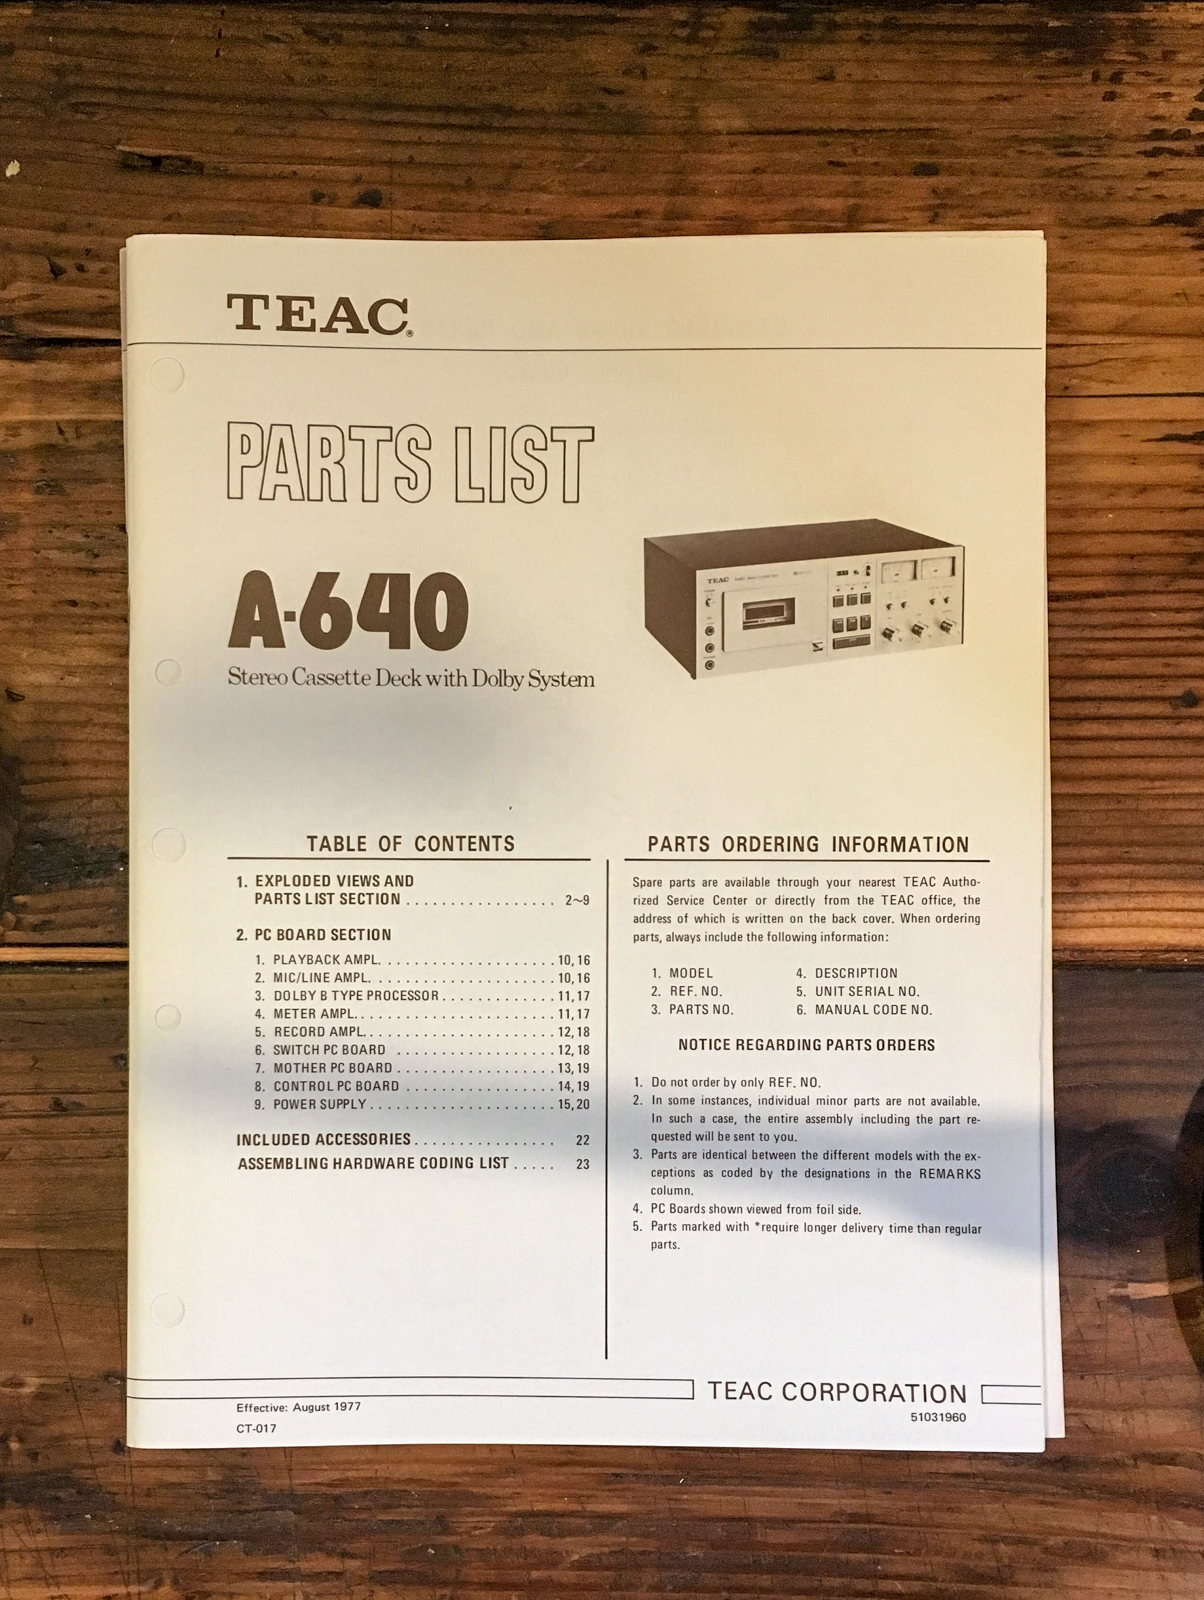 TEAC®
PARTS LIST
A-640
Stereo Cassette Deck with Dolby System
TEAC
TABLE OF CONTENTS
1. EXPLODED VIEWS AND
PARTS LIST SECTION . . . . . . . . . . . . . . . . . 2~9
2. PC BOARD SECTION
1. PLAYBACK AMPL. . . . . . . . . . . . . . . . . . . . . 10,16
2. MIC/LINE AMPL. . . . . . . . . . . . . . . . . . . . . . 10,16
3. DOLBY B TYPE PROCESSOR . . . . . . . . . . . . . 11,17
4. METER AMPL. . . . . . . . . . . . . . . . . . . . . . . 11,17
5. RECORD AMPL. . . . . . . . . . . . . . . . . . . . . . 12,18
6. SWITCH PC BOARD . . . . . . . . . . . . . . . . . . 12,18
7. MOTHER PC BOARD . . . . . . . . . . . . . . . . . . 13,19
8. CONTROL PC BOARD . . . . . . . . . . . . . . . . . 14,19
9. POWER SUPPLY . . . . . . . . . . . . . . . . . . . . . 15,20
INCLUDED ACCESSORIES . . . . . . . . . . . . . . . . 22
ASSEMBLING HARDWARE CODING LIST . . . . . 23
PARTS ORDERING INFORMATION
Spare parts are available through your nearest TEAC Autho-
rized Service Center or directly from the TEAC office, the
address of which is written on the back cover. When ordering
parts, always include the following information:
1. MODEL 4. DESCRIPTION
2. REF. NO. 5. UNIT SERIAL NO.
3. PARTS NO. 6. MANUAL CODE NO.
NOTICE REGARDING PARTS ORDERS
1. Do not order by only REF. NO.
2. In some instances, individual minor parts are not available.
In such a case, the entire assembly including the part re-
quested will be sent to you.
3. Parts are identical between the different models with the ex-
ceptions as coded by the designations in the REMARKS
column.
4. PC Boards shown viewed from foil side.
5. Parts marked with *require longer delivery time than regular
parts.
TEAC CORPORATION
Effective: August 1977
51031960
CT-017